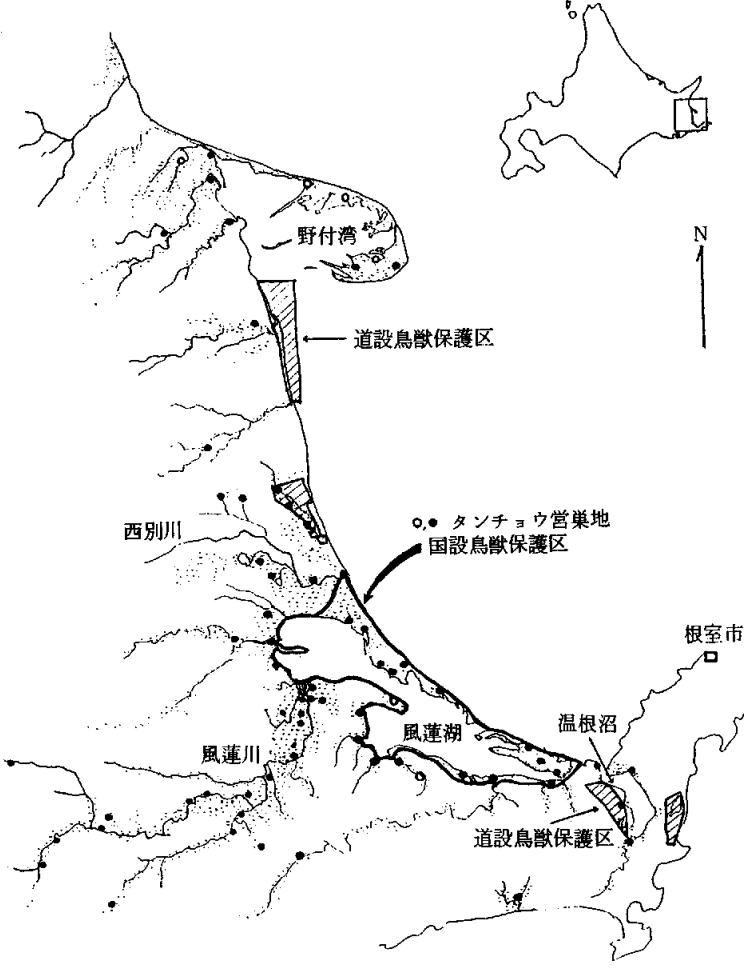 N
野付湾
道設鳥獣保護区
○,● タンチョウ営巣地
国設鳥獣保護区
西別川
根室市
温根沼
風蓮湖
風蓮川
道設鳥獣保護区